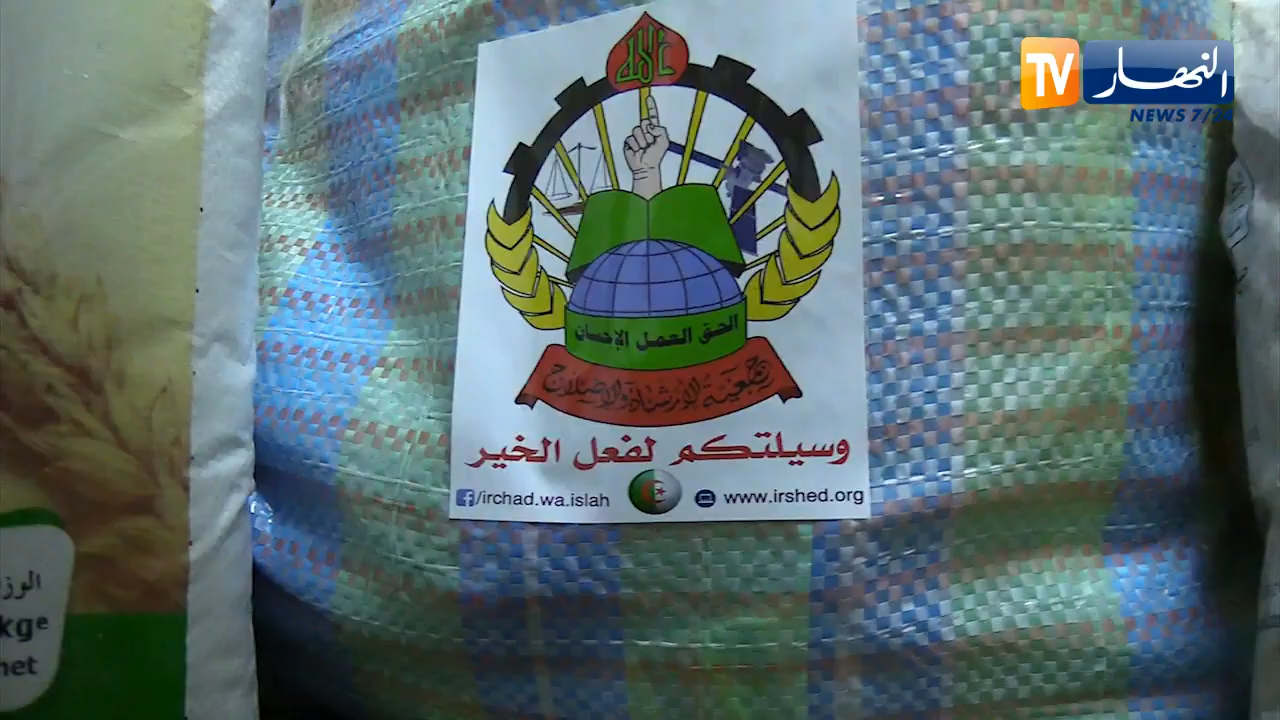 TV النهار
NEWS 7/24
الله
الحق العمل الإحسان
جمعية الإرشاد والإصلاح
وسيلتكم لفعل الخير
/irchad.wa.islah
www.irshed.org
kge
net